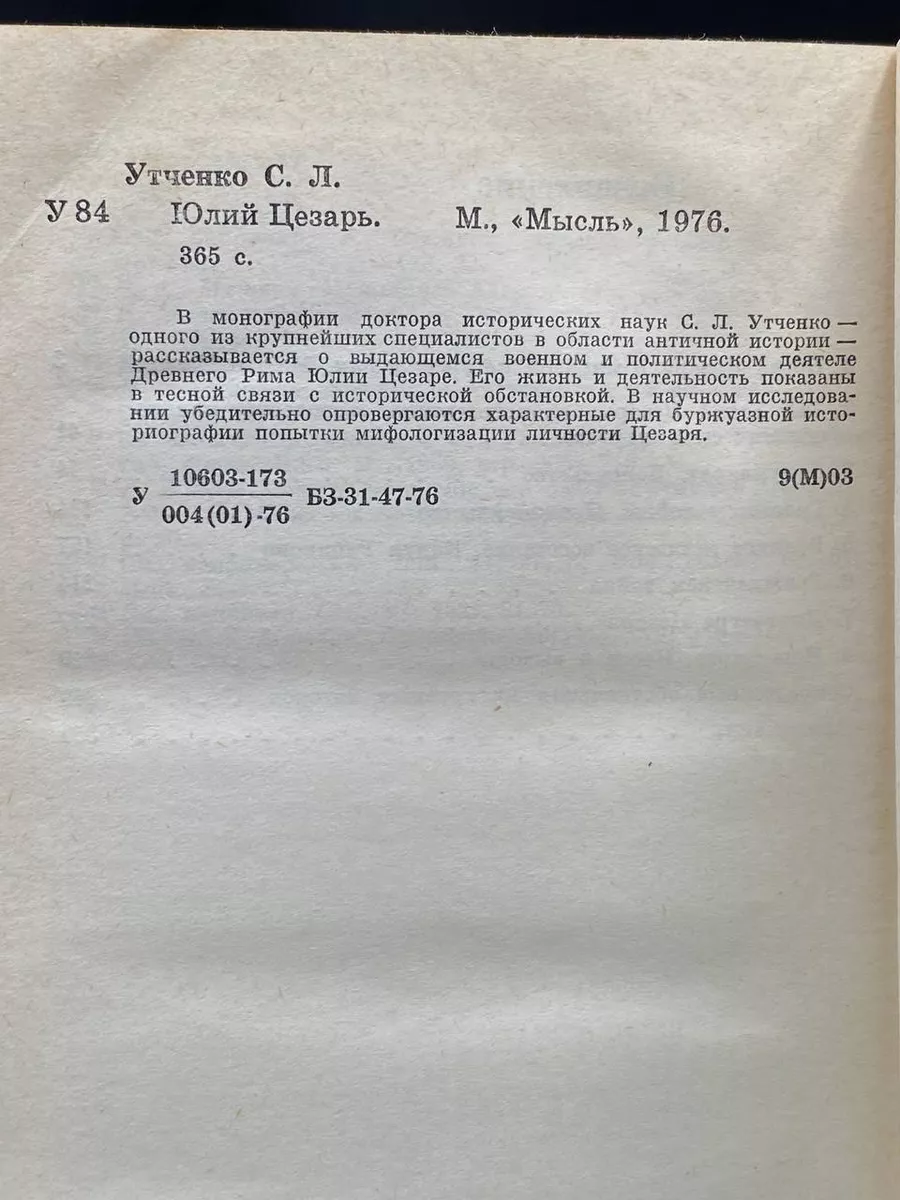 Утченко С. Л.
У 84 Юлий Цезарь. М., «Мысль», 1976.
365 с.
В монографии доктора исторических наук С. Л. Утченко —
одного из крупнейших специалистов в области античной истории —
рассказывается о выдающемся военном и политическом деятеле
Древнего Рима Юлии Цезаре. Его жизнь и деятельность показаны
в тесной связи с исторической обстановкой. В научном исследова-
нии убедительно опровергаются характерные для буржуазной исто-
риографии попытки мифологизации личности Цезаря.
У 10603-173 БЗ-31-47-76 9(М)03
004(01)-76